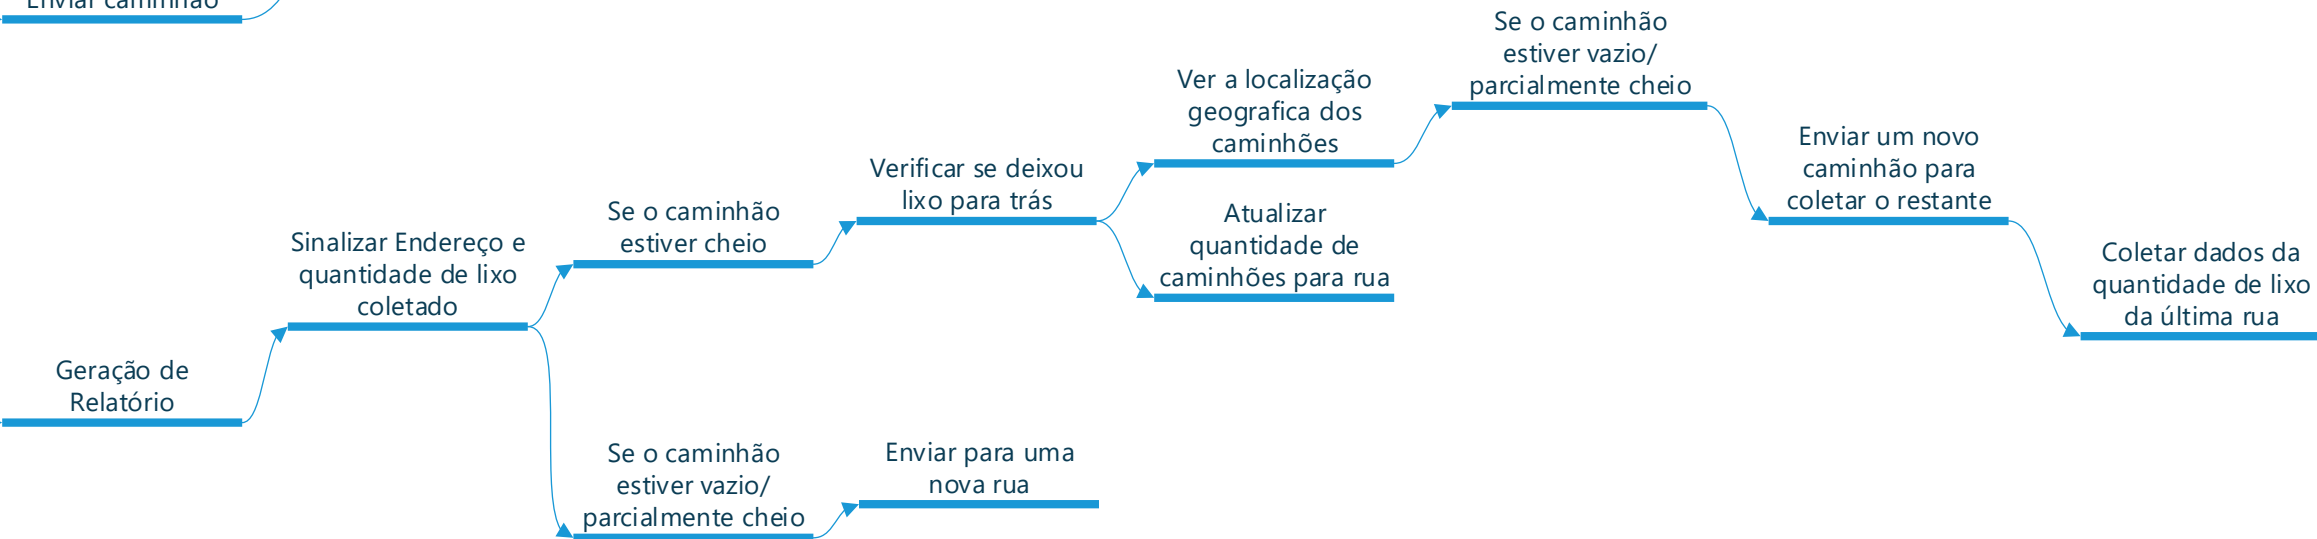 Enviar caminhão
Se o caminhão
estiver vazio/
parcialmente cheio
Ver a localização
geografica dos
caminhões
Enviar um novo
caminhão para
coletar o restante
Verificar se deixou
lixo para trás
Se o caminhão
estiver cheio
Atualizar
quantidade de
caminhões para rua
Sinalizar Endereço e
quantidade de lixo
coletado
Coletar dados da
quantidade de lixo
da última rua
Geração de
Relatório
Se o caminhão
estiver vazio/
parcialmente cheio
Enviar para uma
nova rua